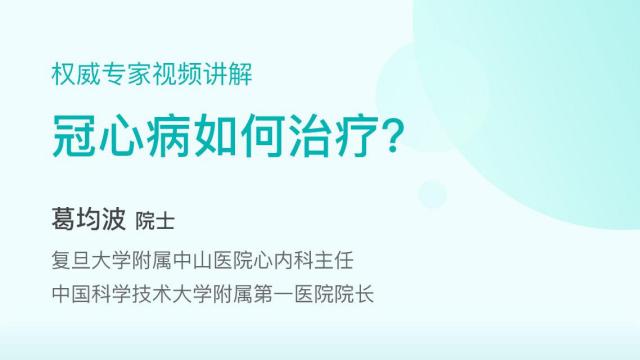 权威专家视频讲解
冠心病如何治疗?
葛均波 院士
复旦大学附属中山医院心内科主任
中国科学技术大学附属第一医院院长